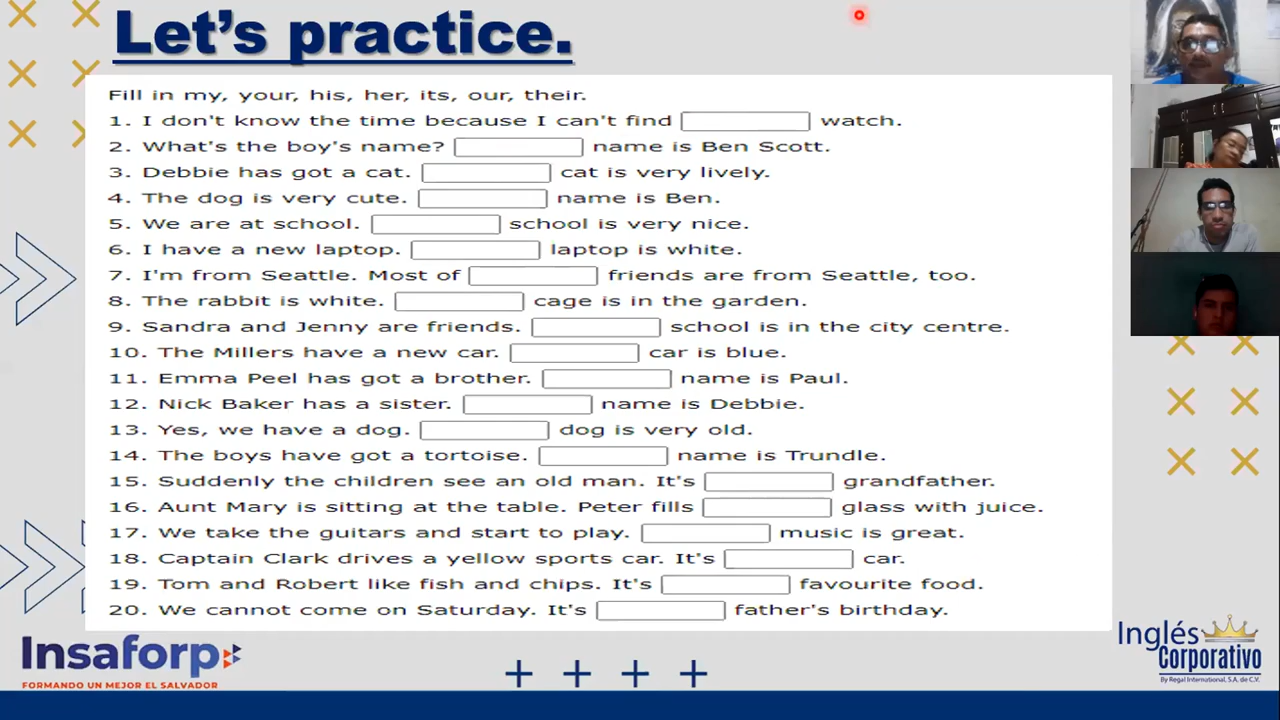 Let's practice.
Fill in my, your, his, her, its, our, their.
1. I don't know the time because I can't find watch.
2. What's the boy's name? name is Ben Scott.
3. Debbie has got a cat. cat is very lively.
4. The dog is very cute. name is Ben.
5. We are at school. school is very nice.
6. I have a new laptop. laptop is white.
7. I'm from Seattle. Most of friends are from Seattle, too.
8. The rabbit is white. cage is in the garden.
9. Sandra and Jenny are friends. school is in the city centre.
10. The Millers have a new car. car is blue.
11. Emma Peel has got a brother. name is Paul.
12. Nick Baker has a sister. name is Debbie.
13. Yes, we have a dog. dog is very old.
14. The boys have got a tortoise. name is Trundle.
15. Suddenly the children see an old man. It's grandfather.
16. Aunt Mary is sitting at the table. Peter fills glass with juice.
17. We take the guitars and start to play. music is great.
18. Captain Clark drives a yellow sports car. It's car.
19. Tom and Robert like fish and chips. It's favourite food.
20. We cannot come on Saturday. It's father's birthday.
Insaforp
FORMANDO UN MEJOR EL SALVADOR
Inglés
Corporativo
By Regal International, S.A. de C.V.